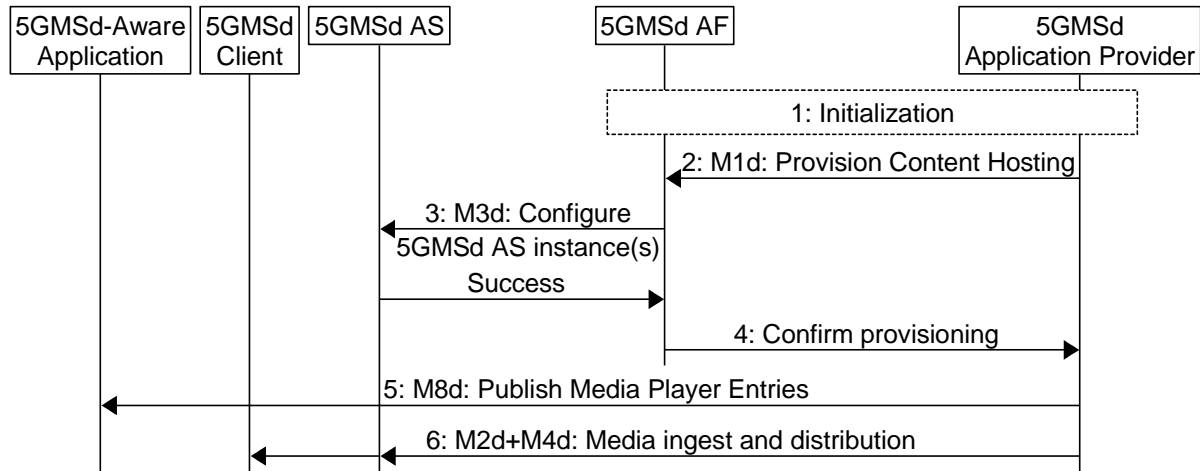 5GMSd-Aware
Application
5GMSd
Client
5GMSd AS
5GMSd AF
5GMSd
Application Provider
1: Initialization
2: M1d: Provision Content Hosting
3: M3d: Configure
5GMSd AS instance(s)
Success
4: Confirm provisioning
5: M8d: Publish Media Player Entries
6: M2d+M4d: Media ingest and distribution